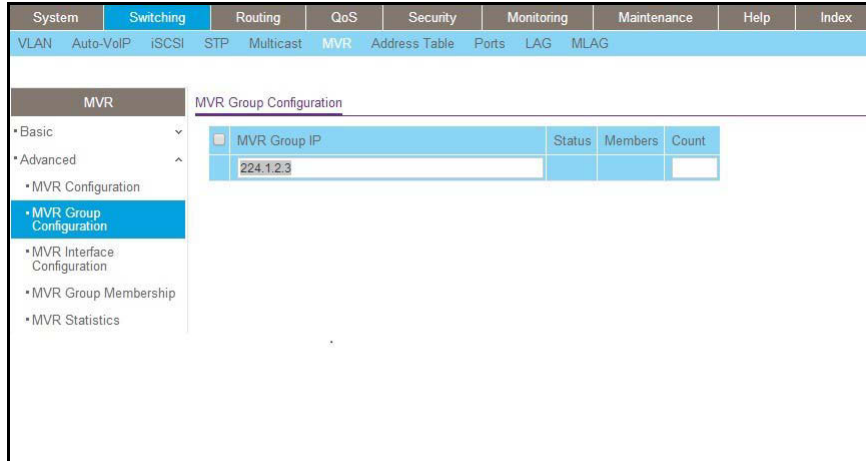 System Switching Routing QoS Security Monitoring Maintenance Help Index
VLAN Auto-VoIP iSCSI STP Multicast MVR Address Table Ports LAG MLAG
MVR
Basic
Advanced
MVR Configuration
MVR Group
Configuration
MVR Interface
Configuration
MVR Group Membership
MVR Statistics
MVR Group Configuration
MVR Group IP Status Members Count
224.1.2.3